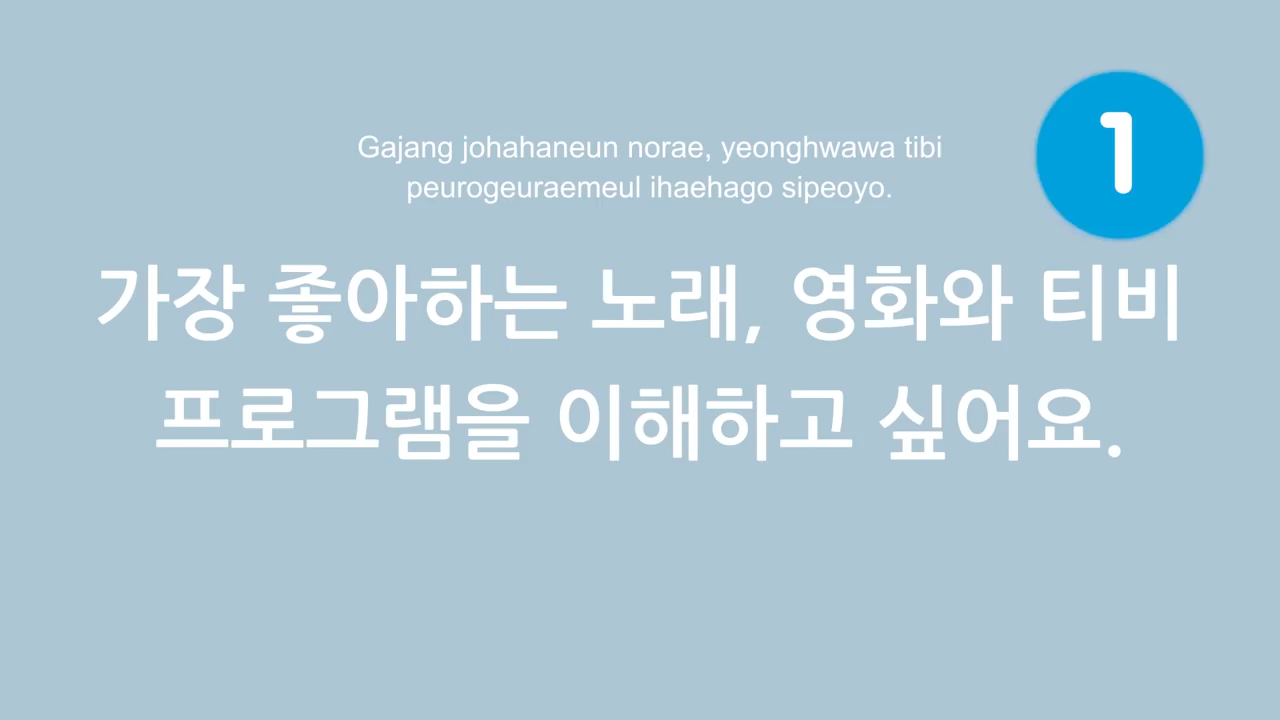 1
Gajang johahaneun norae, yeonghwawa tibi
peurogeuraemeul ihaehago sipeoyo.
가장 좋아하는 노래, 영화와 티비
프로그램을 이해하고 싶어요.